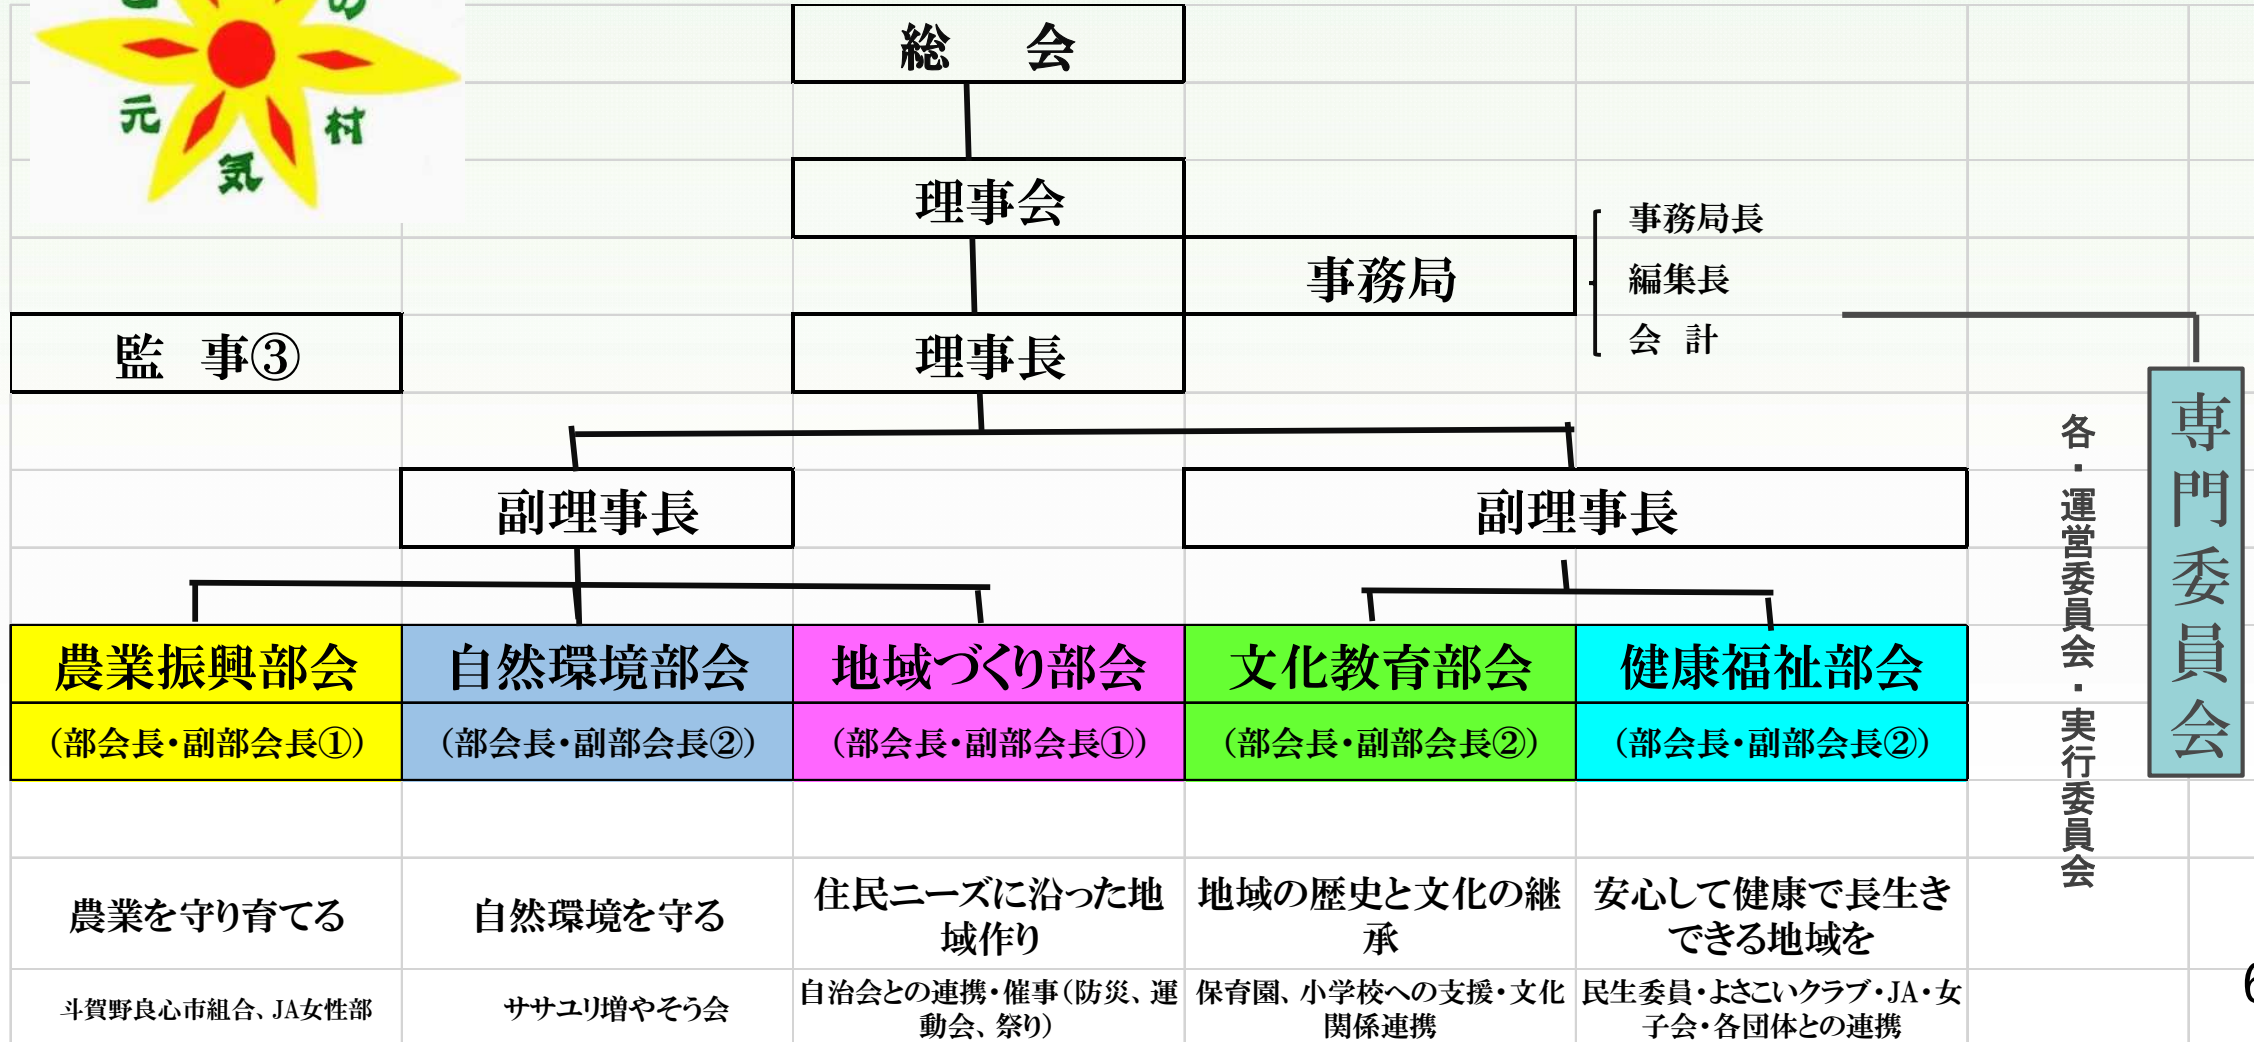 の
元
気
村
総 会
理事会
事務局
事務局長
編集長
会 計
監 事③
理事長
副理事長
副理事長
専門委員会
各・運営委員会・実行委員会
農業振興部会
自然環境部会
地域づくり部会
文化教育部会
健康福祉部会
(部会長・副部会長①)
(部会長・副部会長②)
(部会長・副部会長①)
(部会長・副部会長②)
(部会長・副部会長②)
農業を守り育てる
自然環境を守る
住民ニーズに沿った地
域作り
地域の歴史と文化の継
承
安心して健康で長生き
できる地域を
斗賀野良心市組合、JA女性部
ササユリ増やそう会
自治会との連携・催事(防災、運
動会、祭り)
保育園、小学校への支援・文化
関係連携
民生委員・よさこいクラブ・JA・女
子会・各団体との連携